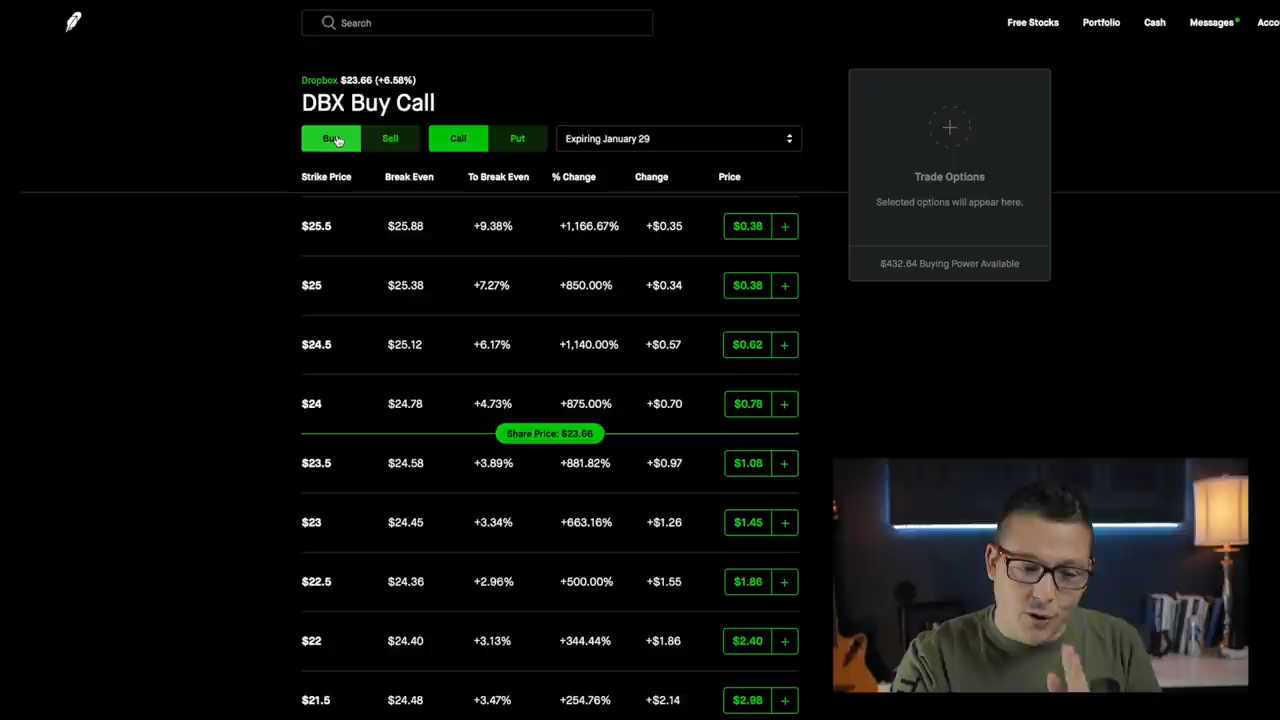 Search
Free Stocks Portfolio Cash Messages Acco
Dropbox $23.66 (+6.58%)
DBX Buy Call
Buy Sell Call Put Expiring January 29
Strike Price Break Even To Break Even % Change Change Price
$25.5 $25.88 +9.38% +1,166.67% +$0.35 $0.38 +
$25 $25.38 +7.27% +850.00% +$0.34 $0.38 +
$24.5 $25.12 +6.17% +1,140.00% +$0.57 $0.62 +
$24 $24.78 +4.73% +875.00% +$0.70 $0.78 +
Share Price: $23.66
$23.5 $24.58 +3.89% +881.82% +$0.97 $1.08 +
$23 $24.45 +3.34% +663.16% +$1.26 $1.45 +
$22.5 $24.36 +2.96% +500.00% +$1.55 $1.86 +
$22 $24.40 +3.13% +344.44% +$1.86 $2.40 +
$21.5 $24.48 +3.47% +254.76% +$2.14 $2.98 +
Trade Options
Selected options will appear here.
$432.64 Buying Power Available